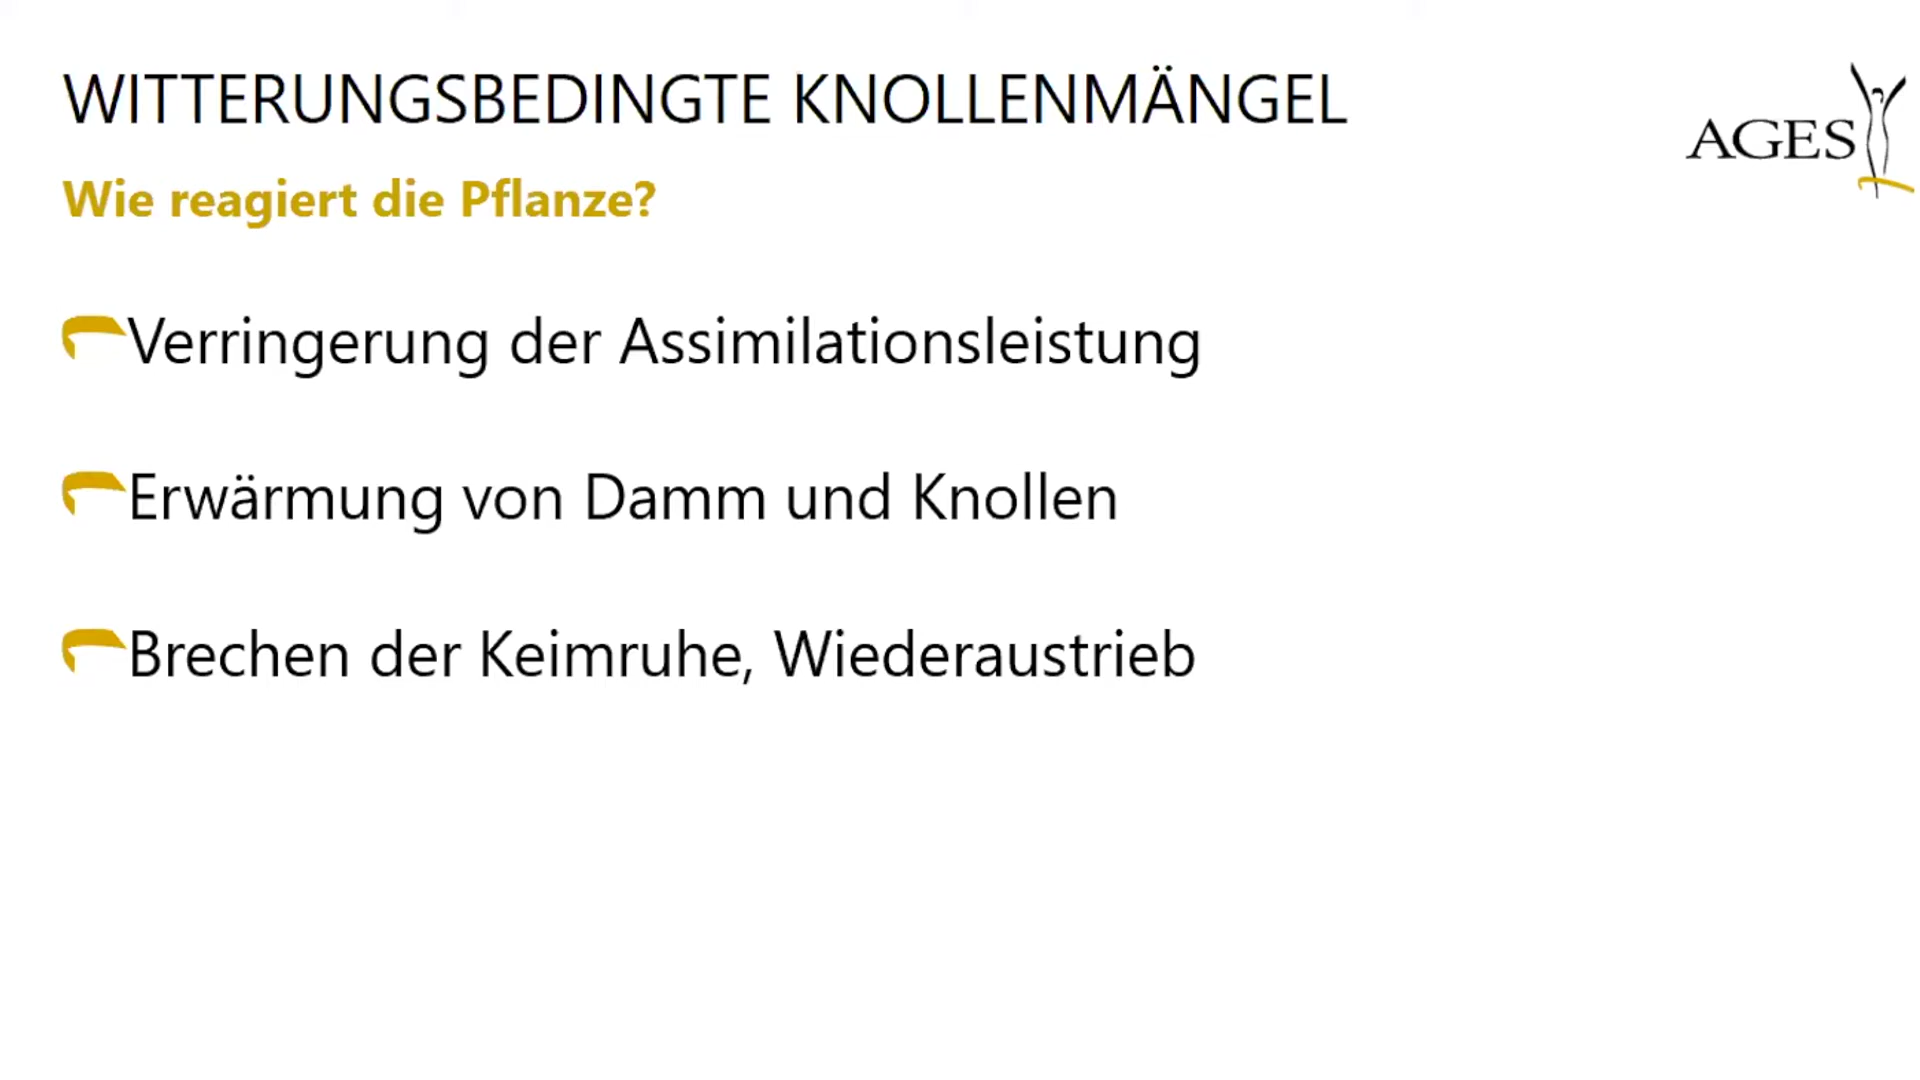 WITTERUNGSBEDINGTE KNOLLENMÄNGEL
AGES
Wie reagiert die Pflanze?
Verringerung der Assimilationsleistung
Erwärmung von Damm und Knollen
Brechen der Keimruhe, Wiederaustrieb